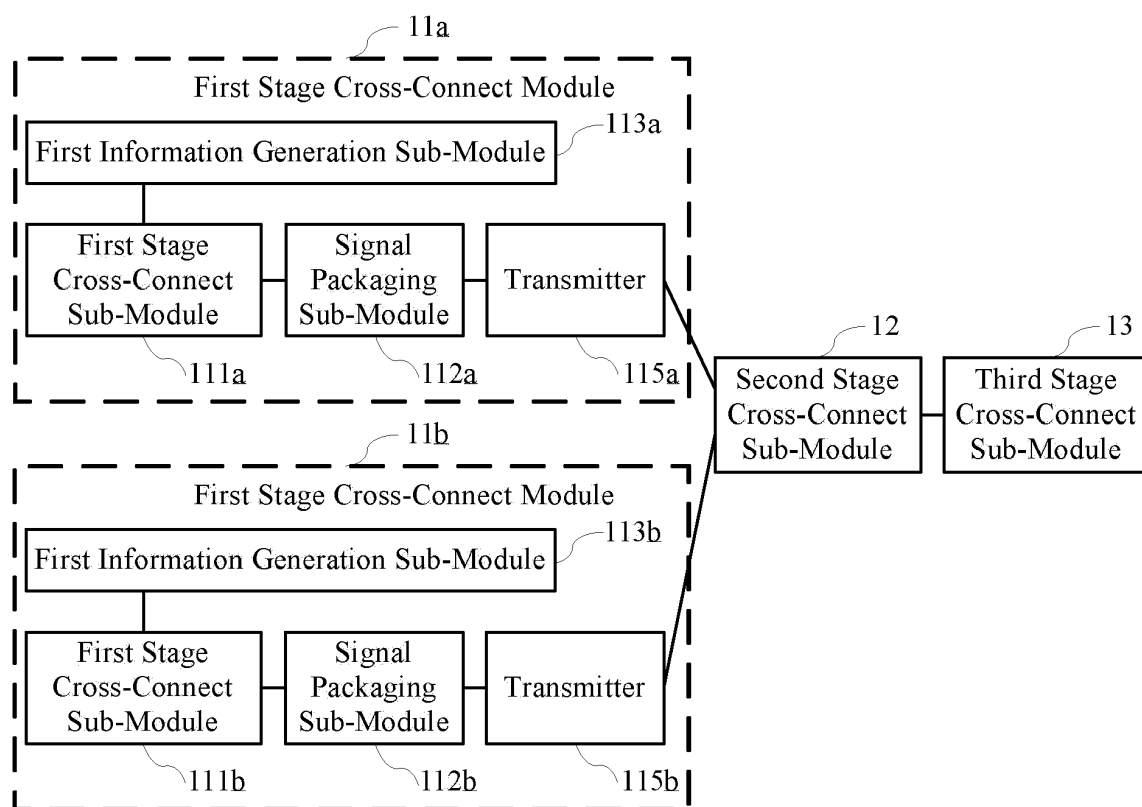 11a
First Stage Cross-Connect Module
113a
First Information Generation Sub-Module
First Stage
Cross-Connect
Sub-Module
Signal
Packaging
Sub-Module
Transmitter
111a
112a
115a
12
13
Second Stage
Cross-Connect
Sub-Module
Third Stage
Cross-Connect
Sub-Module
11b
First Stage Cross-Connect Module
113b
First Information Generation Sub-Module
First Stage
Cross-Connect
Sub-Module
Signal
Packaging
Sub-Module
Transmitter
111b
112b
115b